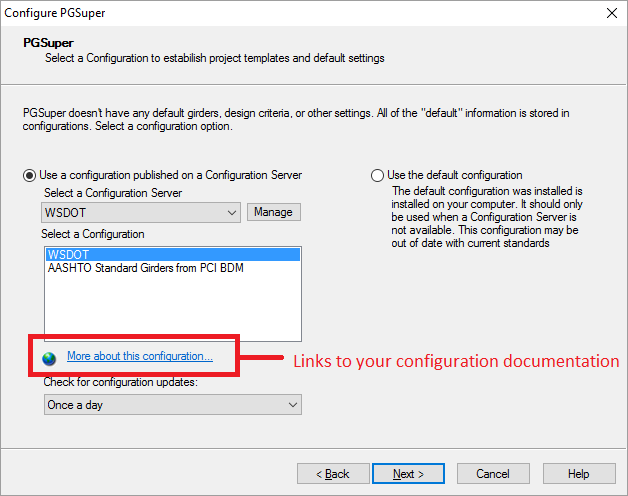 Configure PGSuper
PGSuper
Select a Configuration to estabilish project templates and default settings
PGSuper doesn't have any default girders, design criteria, or other settings. All of the "default" information is stored in
configurations. Select a configuration option.
Use a configuration published on a Configuration Server
Select a Configuration Server
WSDOT
Manage
Select a Configuration
WSDOT
AASHTO Standard Girders from PCI BDM
More about this configuration...
Check for configuration updates:
Once a day
Use the default configuration
The default configuration was installed is
installed on your computer. It should only
be used when a Configuration Server is
not available. This configuration may be
out of date with current standards
Links to your configuration documentation
< Back
Next >
Cancel
Help